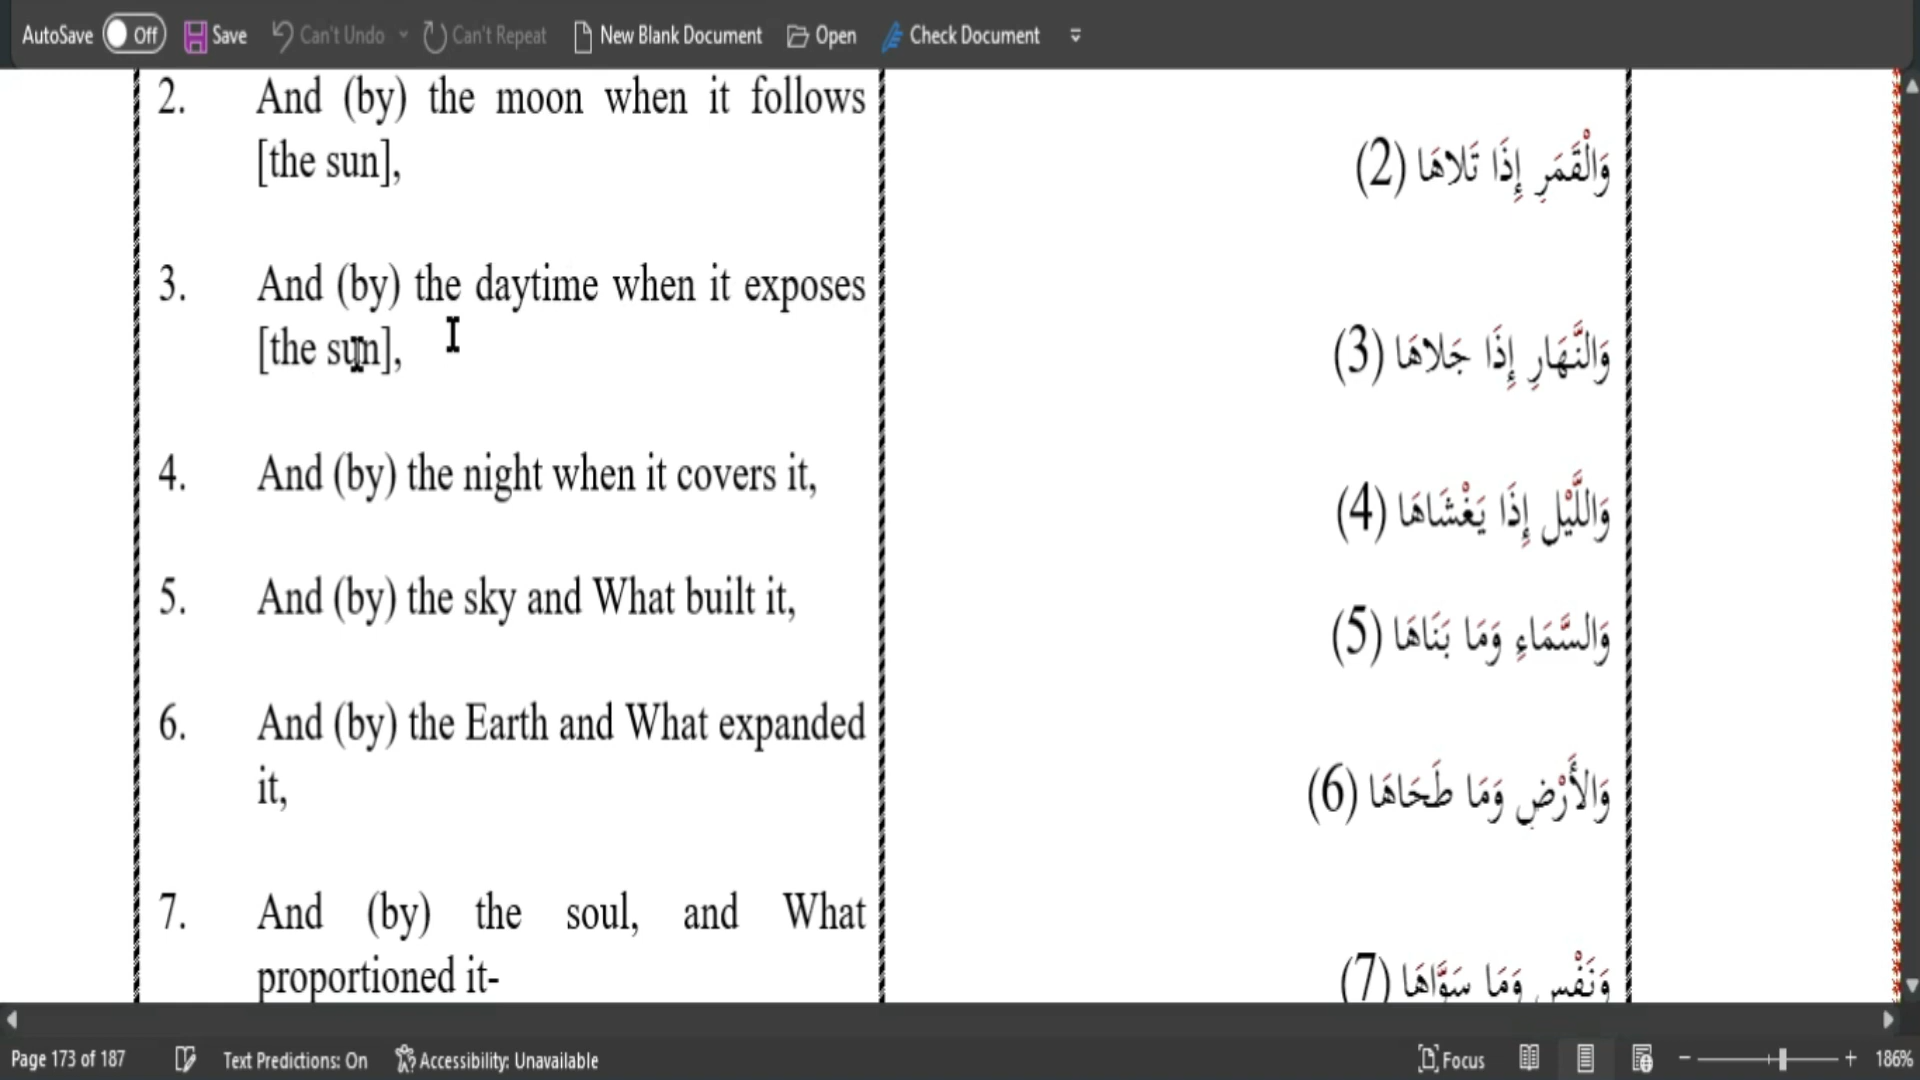 AutoSave Off Save Can't Undo Can't Repeat New Blank Document Open Check Document
2. And (by) the moon when it follows
[the sun],
وَالْقَمَرِ إِذَا تَلاهَا (2)
3. And (by) the daytime when it exposes
[the sun],
وَالنَّهَارِ إِذَا جَلاهَا (3)
4. And (by) the night when it covers it,
وَاللَّيْلِ إِذَا يَغْشَاهَا (4)
5. And (by) the sky and What built it,
وَالسَّمَاءِ وَمَا بَنَاهَا (5)
6. And (by) the Earth and What expanded
it,
وَالأَرْضِ وَمَا طَحَاهَا (6)
7. And (by) the soul, and What
proportioned it-
وَنَفْسٍ وَمَا سَوَّاهَا (7)
Page 173 of 187 Text Predictions: On Accessibility: Unavailable Focus 186%